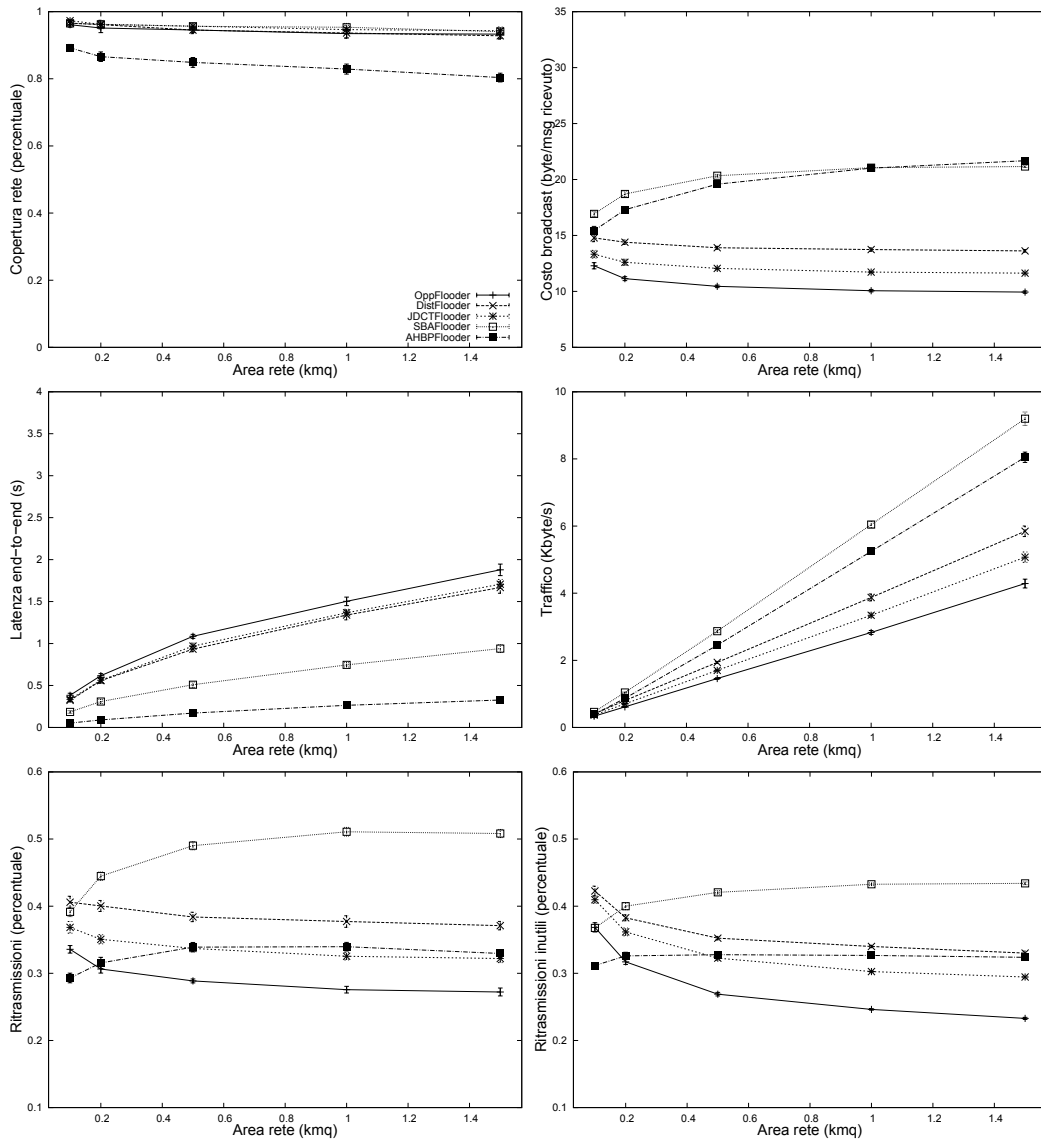 Copertura rete (percentuale)
1
0.8
0.6
0.4
0.2
0
0.2 0.4 0.6 0.8 1 1.2 1.4
Area rete (kmq)
OppFlooder
DistFlooder
JDCTFlooder
SBAFlooder
AHBPFlooder
Costo broadcast (byte/msg ricevuto)
35
30
25
20
15
10
5
0.2 0.4 0.6 0.8 1 1.2 1.4
Area rete (kmq)
Latenza end−to−end (s)
4
3.5
3
2.5
2
1.5
1
0.5
0
0.2 0.4 0.6 0.8 1 1.2 1.4
Area rete (kmq)
Traffico (Kbyte/s)
10
8
6
4
2
0
0.2 0.4 0.6 0.8 1 1.2 1.4
Area rete (kmq)
Ritrasmissioni (percentuale)
0.6
0.5
0.4
0.3
0.2
0.1
0.2 0.4 0.6 0.8 1 1.2 1.4
Area rete (kmq)
Ritrasmissioni inutili (percentuale)
0.6
0.5
0.4
0.3
0.2
0.1
0.2 0.4 0.6 0.8 1 1.2 1.4
Area rete (kmq)